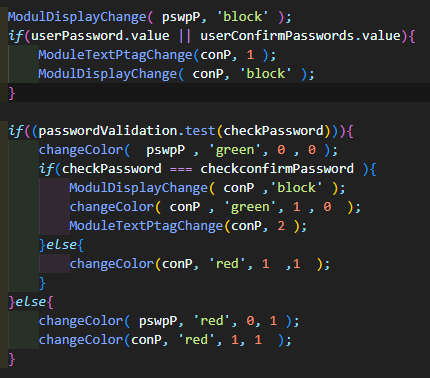 ModulDisplayChange( pswpP, 'block' );
if(userPassword.value || userConfirmPasswords.value){
    ModuleTextPtagChange(conP, 1 );
    ModulDisplayChange( conP, 'block' );
}
if((passwordValidation.test(checkPassword))){
    changeColor(  pswpP , 'green', 0 , 0 );
    if(checkPassword === checkconfirmPassword ){
        ModulDisplayChange( conP ,'block' );
        changeColor( conP , 'green', 1 , 0  );
        ModuleTextPtagChange(conP, 2 );
    }else{
        changeColor(conP, 'red', 1  ,1  );
    }
}else{
    changeColor( pswpP, 'red', 0, 1 );
    changeColor(conP, 'red', 1, 1  );
}